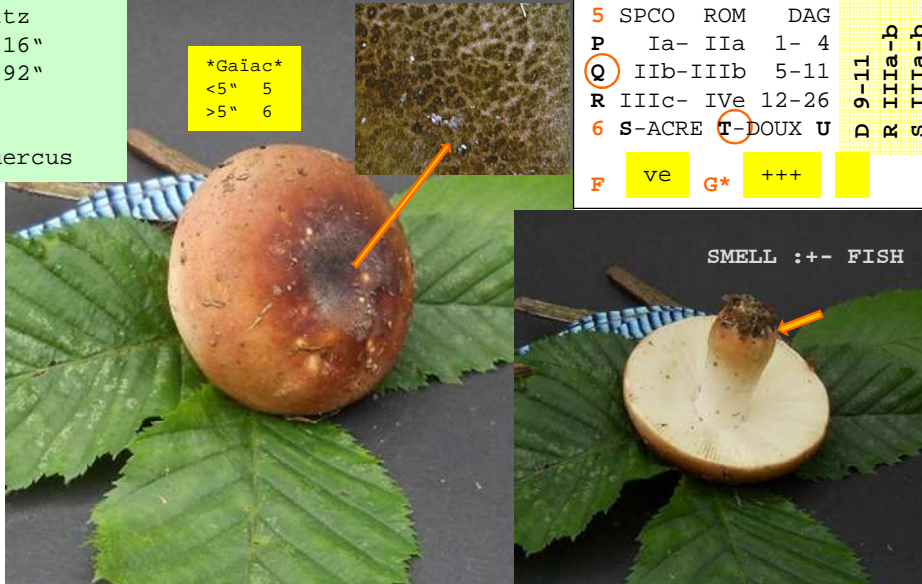 tz
16“
92“
ercus
*Gaïac*
<5“ 5
>5“ 6
5 SPCO ROM DAG
P Ia- IIa 1- 4
Q IIb-IIIb 5-11
R IIIc- IVe 12-26
6 S-ACRE T-DOUX U
F ve G* +++
D 9-11
R IIIa-b
S IIIa-b
SMELL :+- FISH